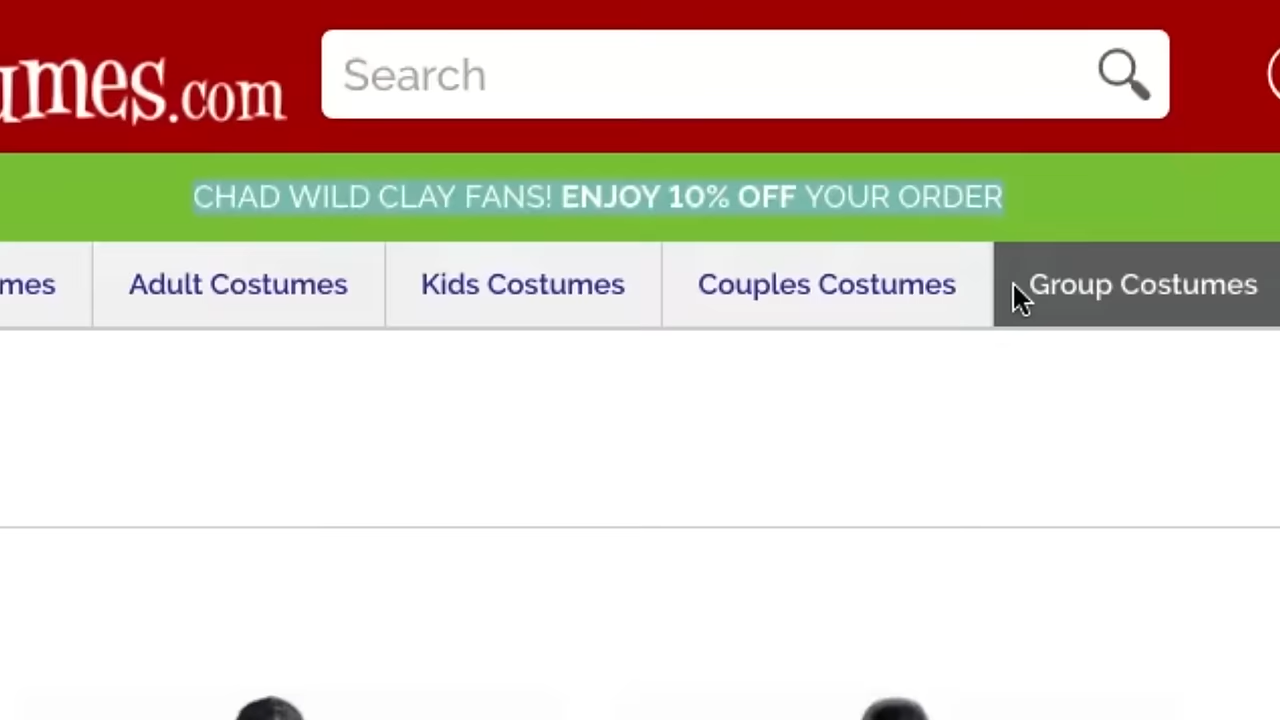 umes.com
Search
CHAD WILD CLAY FANS! ENJOY 10% OFF YOUR ORDER
mes
Adult Costumes
Kids Costumes
Couples Costumes
Group Costumes